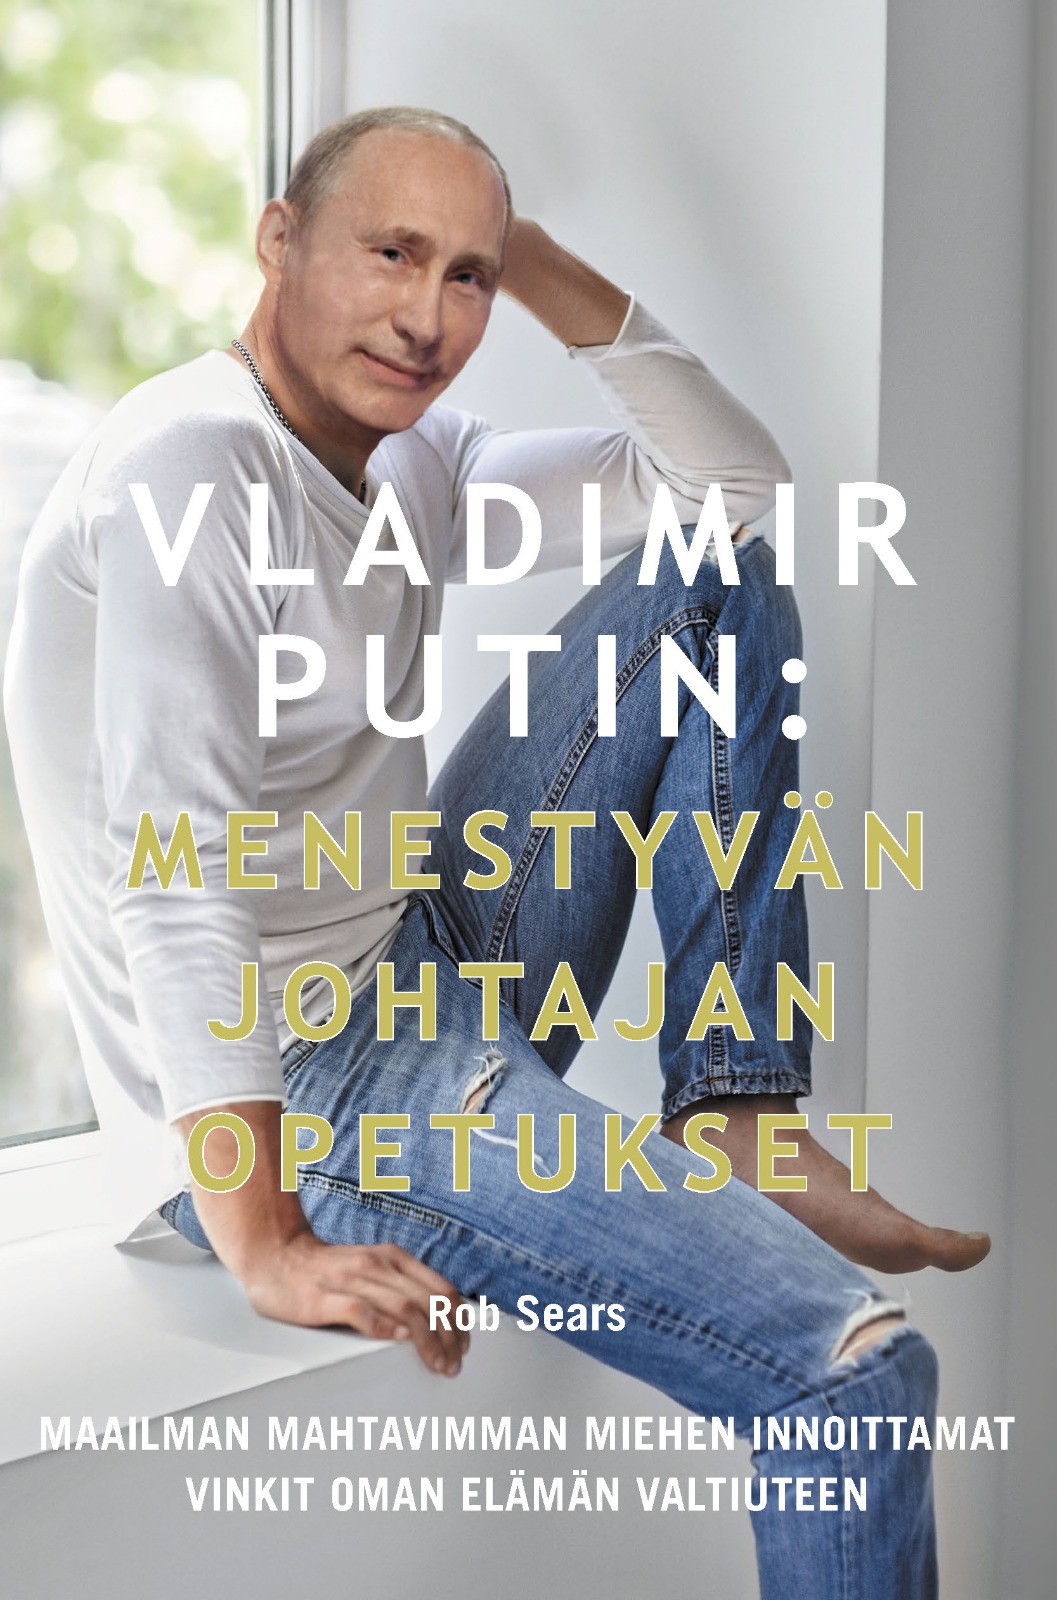 VLADIMIR
PUTIN:
MENESTYVÄN
JOHTAJAN
OPETUKSET
Rob Sears
MAAILMAN MAHTAVIMMAN MIEHEN INNOITTAMAT
VINKIT OMAN ELÄMÄN VALTIUTEEN